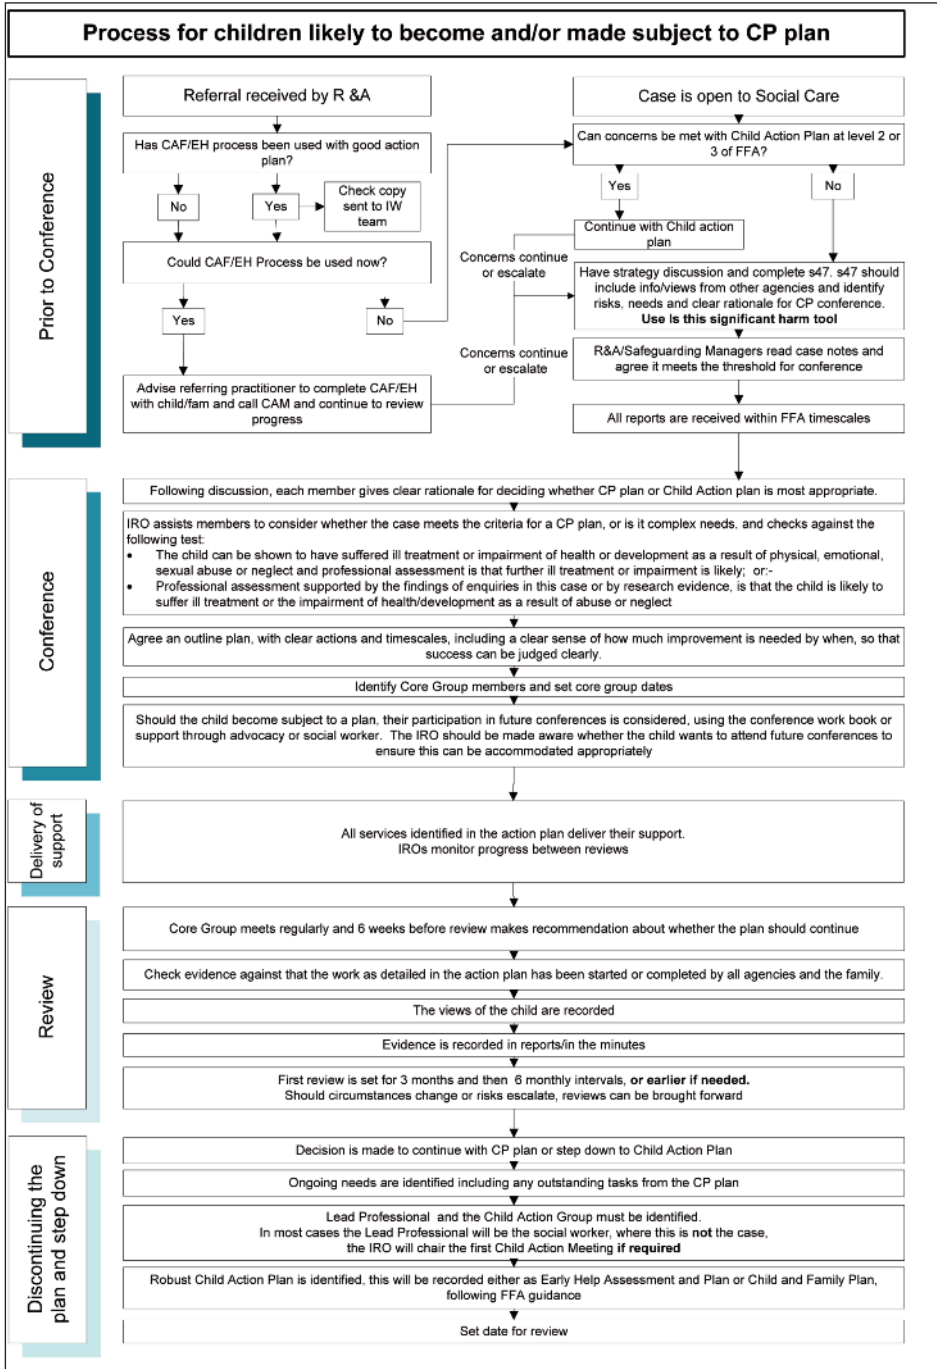 Process for children likely to become and/or made subject to CP plan
Prior to Conference
Referral received by R &A
Case is open to Social Care
Has CAF/EH process been used with good action
plan?
Can concerns be met with Child Action Plan at level 2 or
3 of FFA?
No
Yes
Check copy
sent to IW
team
Yes
No
Continue with Child action
plan
Could CAF/EH Process be used now?
Concerns continue
or escalate
Have strategy discussion and complete s47. s47 should
include info/views from other agencies and identify
risks, needs and clear rationale for CP conference.
Use Is this significant harm tool
Yes
No
Concerns continue
or escalate
R&A/Safeguarding Managers read case notes and
agree it meets the threshold for conference
Advise referring practitioner to complete CAF/EH
with child/fam and call CAM and continue to review
progress
All reports are received within FFA timescales
Conference
Following discussion, each member gives clear rationale for deciding whether CP plan or Child Action plan is most appropriate.
IRO assists members to consider whether the case meets the criteria for a CP plan, or is it complex needs. and checks against the
following test:
• The child can be shown to have suffered ill treatment or impairment of health or development as a result of physical, emotional,
sexual abuse or neglect and professional assessment is that further ill treatment or impairment is likely; or:-
• Professional assessment supported by the findings of enquiries in this case or by research evidence, is that the child is likely to
suffer ill treatment or the impairment of health/development as a result of abuse or neglect
Agree an outline plan, with clear actions and timescales, including a clear sense of how much improvement is needed by when, so that
success can be judged clearly.
Identify Core Group members and set core group dates
Should the child become subject to a plan, their participation in future conferences is considered, using the conference work book or
support through advocacy or social worker. The IRO should be made aware whether the child wants to attend future conferences to
ensure this can be accommodated appropriately
Delivery of
support
All services identified in the action plan deliver their support.
IROs monitor progress between reviews
Review
Core Group meets regularly and 6 weeks before review makes recommendation about whether the plan should continue
Check evidence against that the work as detailed in the action plan has been started or completed by all agencies and the family.
The views of the child are recorded
Evidence is recorded in reports/in the minutes
First review is set for 3 months and then 6 monthly intervals, or earlier if needed.
Should circumstances change or risks escalate, reviews can be brought forward
Discontinuing the
plan and step down
Decision is made to continue with CP plan or step down to Child Action Plan
Ongoing needs are identified including any outstanding tasks from the CP plan
Lead Professional and the Child Action Group must be identified.
In most cases the Lead Professional will be the social worker, where this is not the case,
the IRO will chair the first Child Action Meeting if required
Robust Child Action Plan is identified, this will be recorded either as Early Help Assessment and Plan or Child and Family Plan,
following FFA guidance
Set date for review